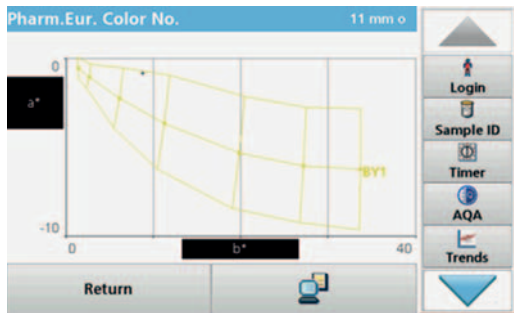 Pharm.Eur. Color No.
11 mm o
0
a*
-10
BY1
0
b*
40
Return
Login
Sample ID
Timer
AQA
Trends